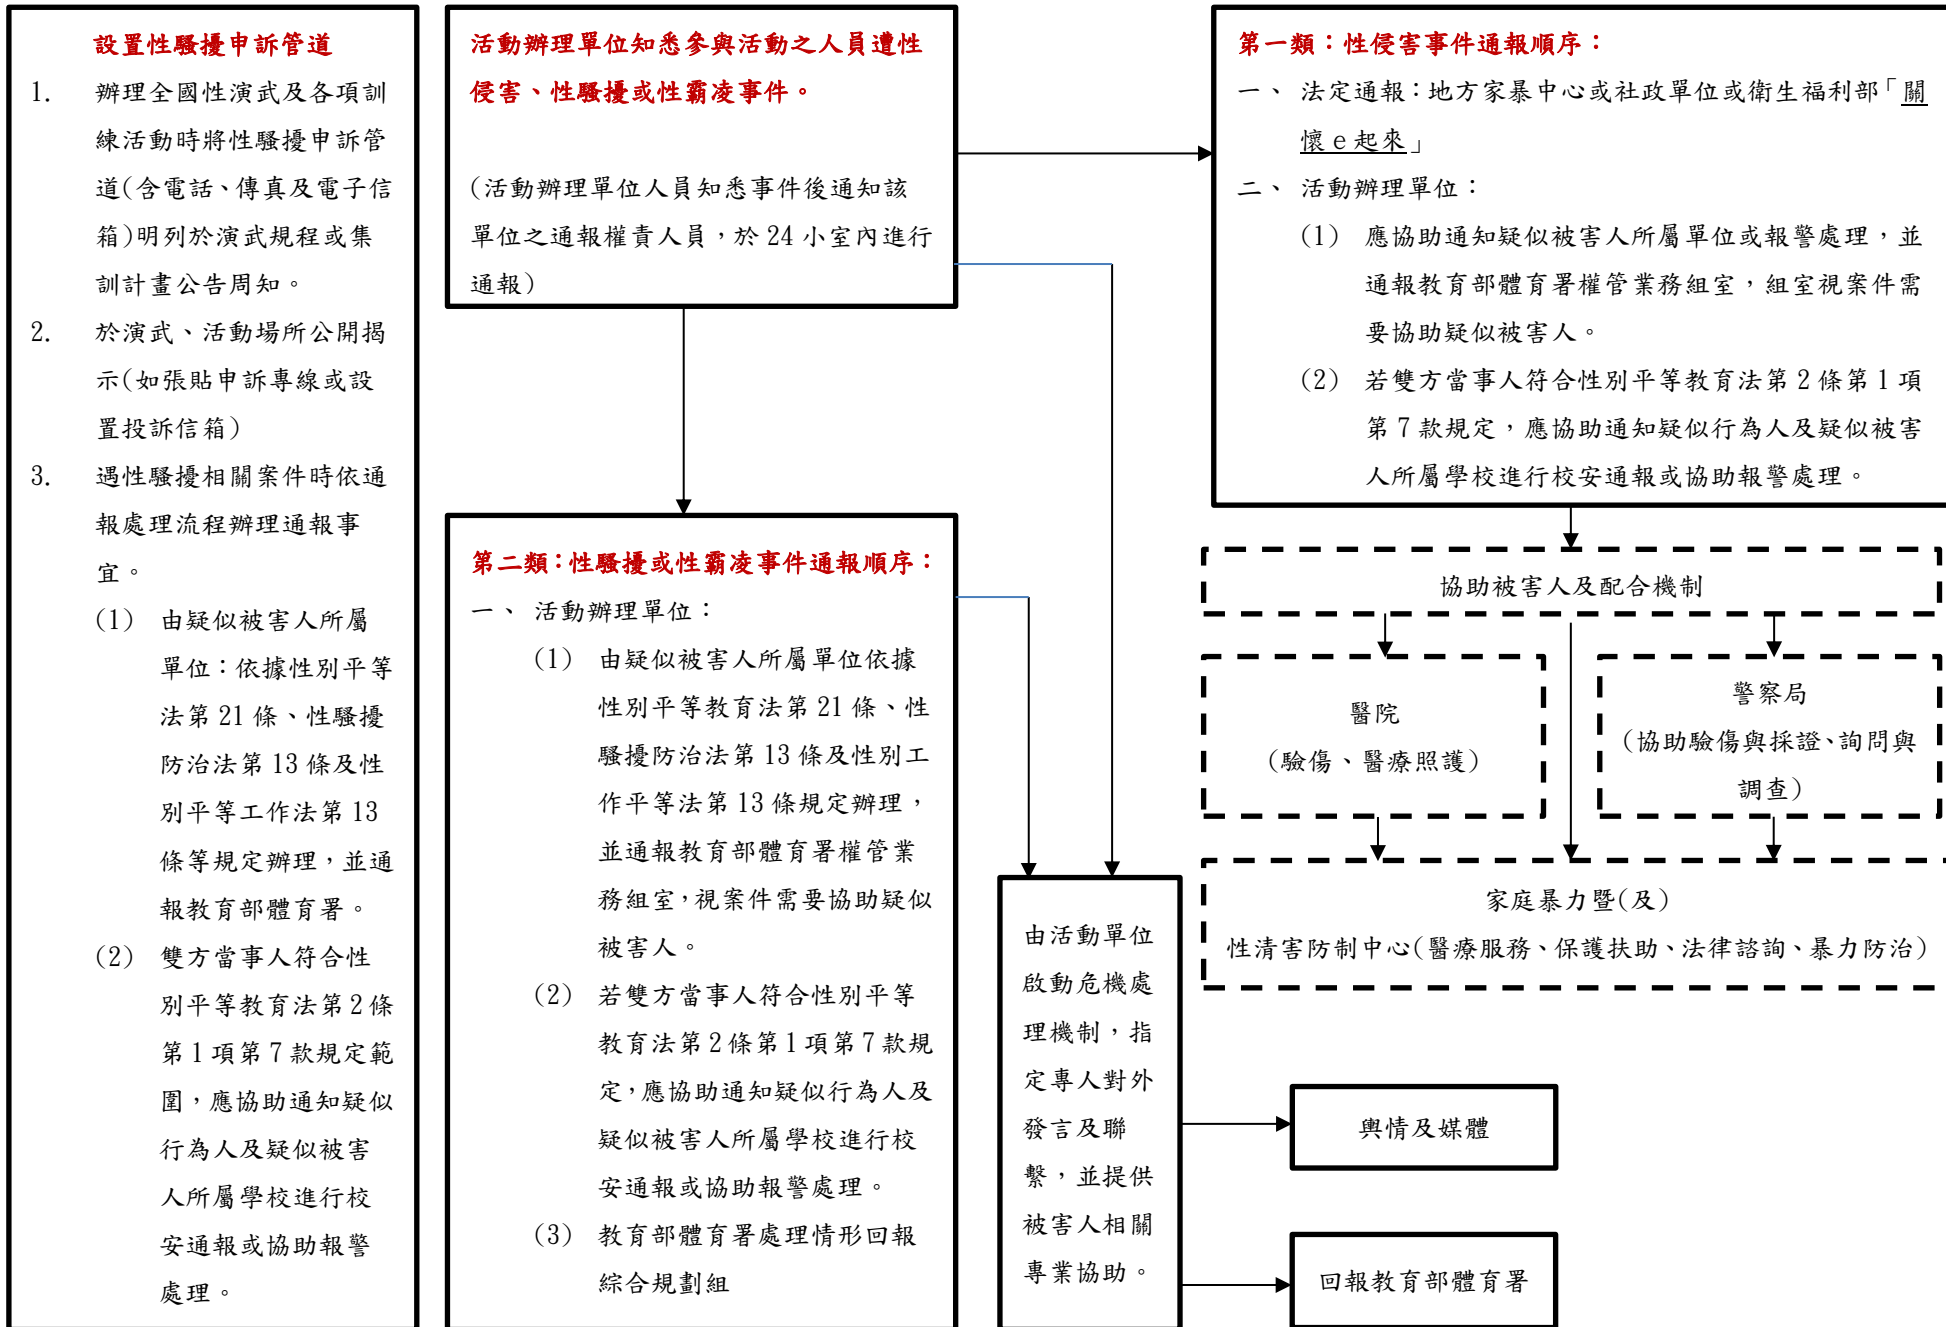 設置性騷擾申訴管道
1. 辦理全國性演武及各項訓
練活動時將性騷擾申訴管
道(含電話、傳真及電子信
箱)明列於演武規程或集
訓計畫公告周知。
2. 於演武、活動場所公開揭
示(如張貼申訴專線或設
置投訴信箱)
3. 遇性騷擾相關案件時依通
報處理流程辦理通報事
宜。
(1) 由疑似被害人所屬
單位：依據性別平等
法第 21 條、性騷擾
防治法第 13 條及性
別平等工作法第 13
條等規定辦理，並通
報教育部體育署。
(2) 雙方當事人符合性
別平等教育法第 2 條
第 1 項第 7 款規定範
圍，應協助通知疑似
行為人及疑似被害
人所屬學校進行校
安通報或協助報警
處理。
活動辦理單位知悉參與活動之人員遭性
侵害、性騷擾或性霸凌事件。
(活動辦理單位人員知悉事件後通知該
單位之通報權責人員，於 24 小室內進行
通報)
第二類：性騷擾或性霸凌事件通報順序：
一、 活動辦理單位：
(1) 由疑似被害人所屬單位依據
性別平等教育法第 21 條、性
騷擾防治法第 13 條及性別工
作平等法第 13 條規定辦理，
並通報教育部體育署權管業
務組室，視案件需要協助疑似
被害人。
(2) 若雙方當事人符合性別平等
教育法第 2 條第 1 項第 7 款規
定，應協助通知疑似行為人及
疑似被害人所屬學校進行校
安通報或協助報警處理。
(3) 教育部體育署處理情形回報
綜合規劃組
第一類：性侵害事件通報順序：
一、 法定通報：地方家暴中心或社政單位或衛生福利部「關
懷 e 起來」
二、 活動辦理單位：
(1) 應協助通知疑似被害人所屬單位或報警處理，並
通報教育部體育署權管業務組室，組室視案件需
要協助疑似被害人。
(2) 若雙方當事人符合性別平等教育法第 2 條第 1 項
第 7 款規定，應協助通知疑似行為人及疑似被害
人所屬學校進行校安通報或協助報警處理。
協助被害人及配合機制
醫院
(驗傷、醫療照護)
警察局
(協助驗傷與採證、詢問與
調查)
家庭暴力暨(及)
性清害防制中心(醫療服務、保護扶助、法律諮詢、暴力防治)
由活動單位
啟動危機處
理機制，指
定專人對外
發言及聯
繫，並提供
被害人相關
專業協助。
輿情及媒體
回報教育部體育署